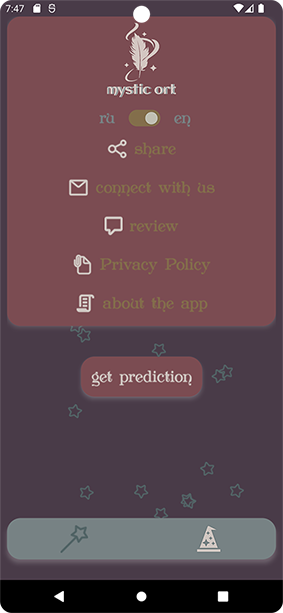 7:47
mystic ort
ru en
share
connect with us
review
Privacy Policy
about the app
get prediction